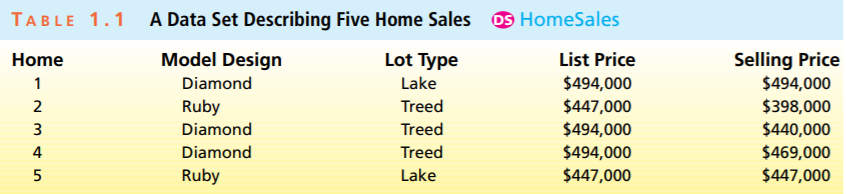 TABLE 1.1 A Data Set Describing Five Home Sales DS HomeSales
Home Model Design Lot Type List Price Selling Price
1 Diamond Lake $494,000 $494,000
2 Ruby Treed $447,000 $398,000
3 Diamond Treed $494,000 $440,000
4 Diamond Treed $494,000 $469,000
5 Ruby Lake $447,000 $447,000